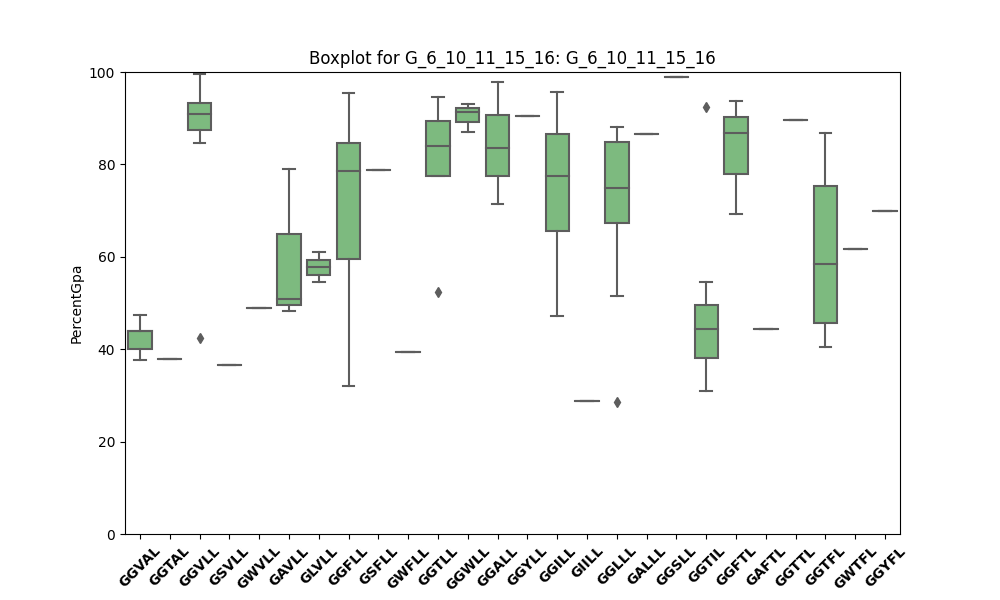 Boxplot for G_6_10_11_15_16: G_6_10_11_15_16
PercentGpa
100
80
60
40
20
0
GGVAL GGTAL GGVLL GSVLL GWVLL GAVLL GLVLL GGFLL GSFLL GWFLL GGTLL GGWLL GGALL GGYLL GGILL GIILL GGLLL GALLL GGSLL GGTIL GGFTL GAFTL GGTTL GGTFL GWTFL GGYFL